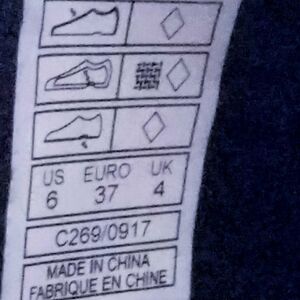 US EURO UK
6 37 4
C269/0917
MADE IN CHINA
FABRIQUE EN CHINE